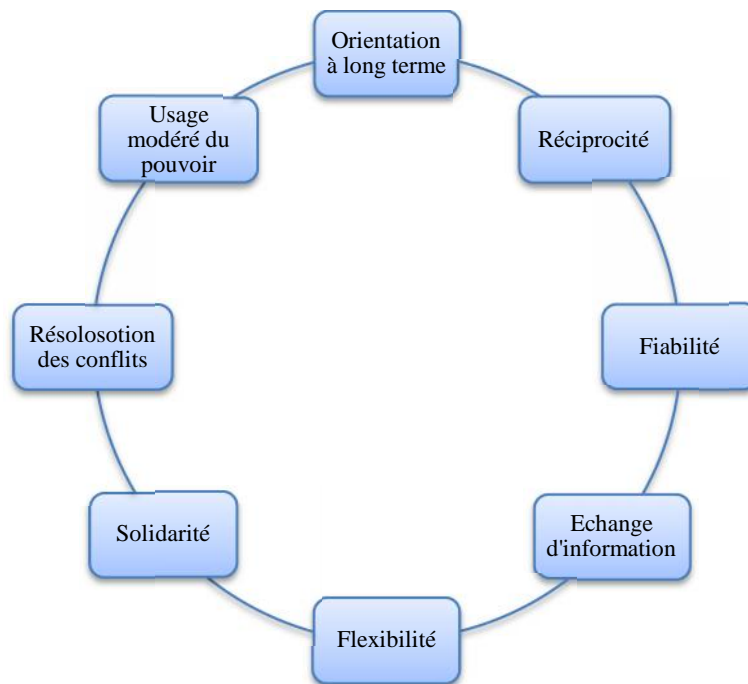 Orientation
à long terme
Réciprocité
Fiabilité
Echange
d'information
Flexibilité
Solidarité
Résolosotion
des conflits
Usage
modéré du
pouvoir